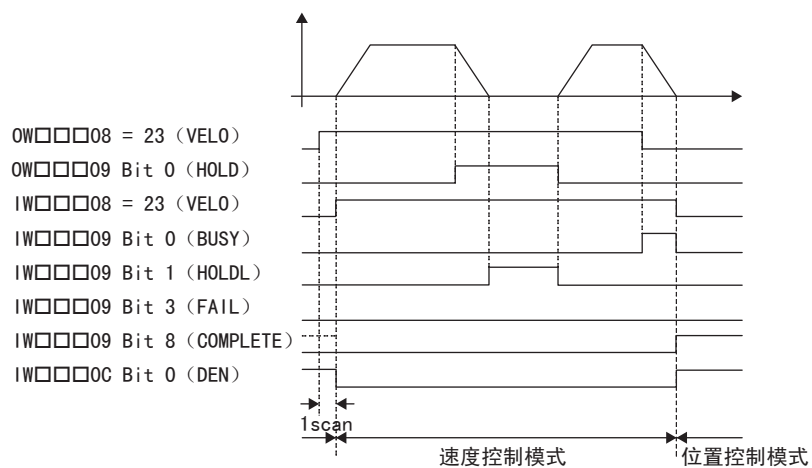 OW□□□08 = 23（VELO）
OW□□□09 Bit 0（HOLD）
IW□□□08 = 23（VELO）
IW□□□09 Bit 0（BUSY）
IW□□□09 Bit 1（HOLDL）
IW□□□09 Bit 3（FAIL）
IW□□□09 Bit 8（COMPLETE）
IW□□□0C Bit 0（DEN）
1scan
速度控制模式 位置控制模式